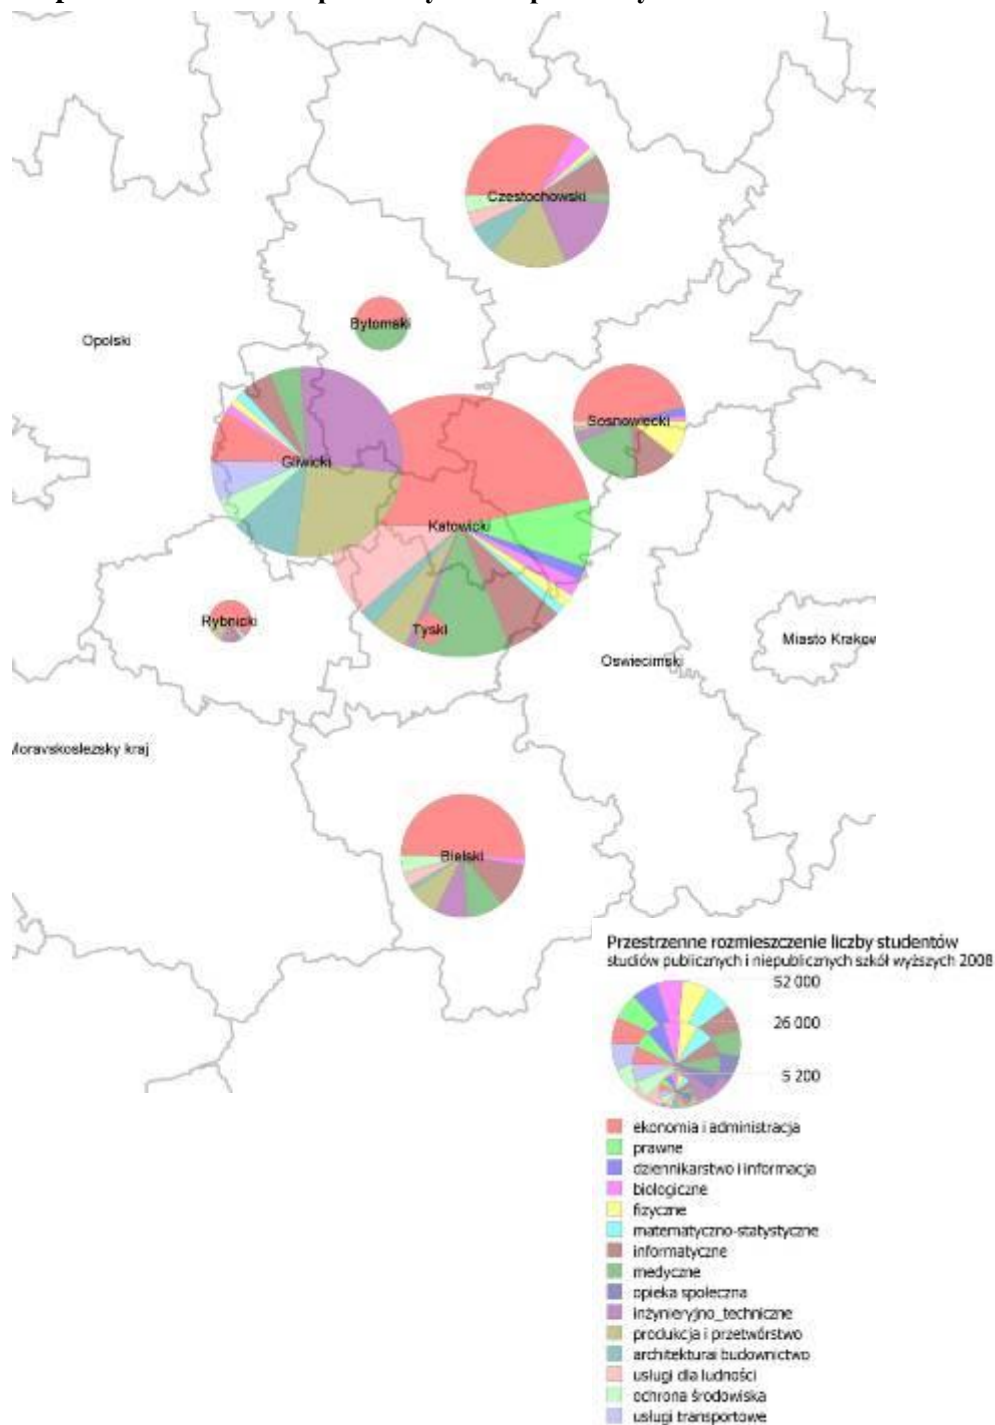 Czestochowski
Bytomski
Opolski
Sosnowiecki
Gliwicki
Katowicki
Rybnicki
Tyski
Miasto Krakow
Oswiecimski
Moravskoslezsky kraj
Bielski
Przestrzenne rozmieszczenie liczby studentów
studiów publicznych i niepublicznych szkół wyższych 2008
52 000
26 000
5 200
ekonomia i administracja
prawne
dziennikarstwo i informacja
biologiczne
fizyczne
matematyczno-statystyczne
informatyczne
medyczne
opieka społeczna
inżynieryjno_techniczne
produkcja i przetwórstwo
architektura i budownictwo
usługi dla ludności
ochrona środowiska
usługi transportowe